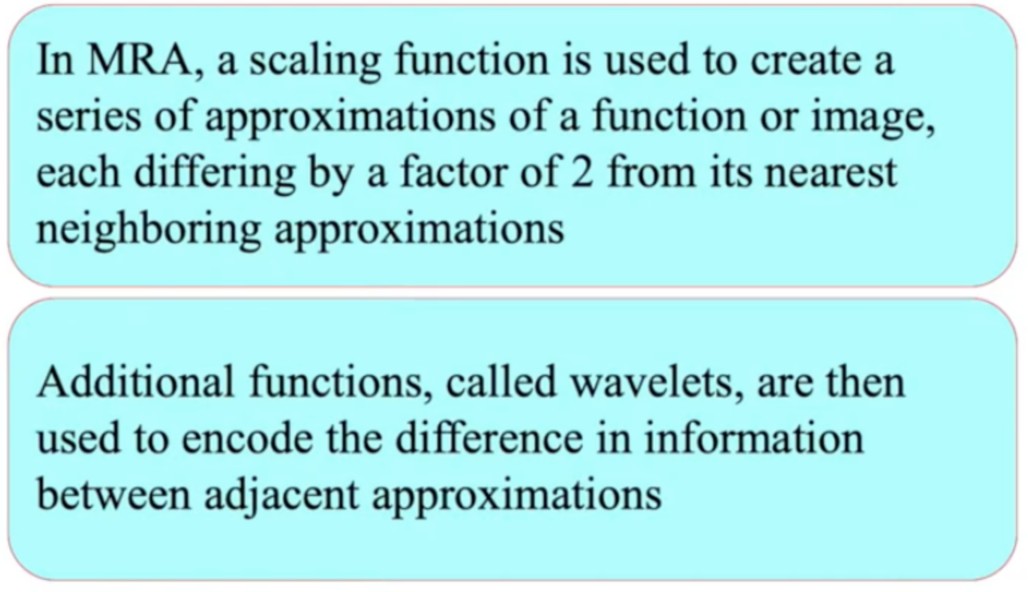 In MRA, a scaling function is used to create a
series of approximations of a function or image,
each differing by a factor of 2 from its nearest
neighboring approximations
Additional functions, called wavelets, are then
used to encode the difference in information
between adjacent approximations